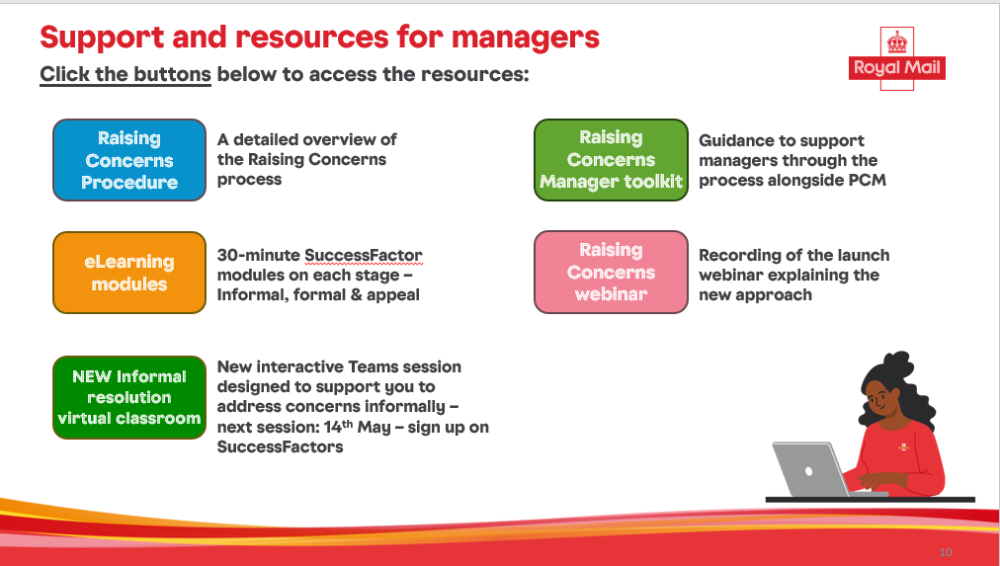 Support and resources for managers
Click the buttons below to access the resources:
Royal Mail
Raising
Concerns
Procedure
A detailed overview of
the Raising Concerns
process
Raising
Concerns
Manager toolkit
Guidance to support
managers through the
process alongside PCM
eLearning
modules
30-minute SuccessFactor
modules on each stage –
Informal, formal & appeal
Raising
Concerns
webinar
Recording of the launch
webinar explaining the
new approach
NEW Informal
resolution
virtual classroom
New interactive Teams session
designed to support you to
address concerns informally –
next session: 14th May – sign up on
SuccessFactors
10